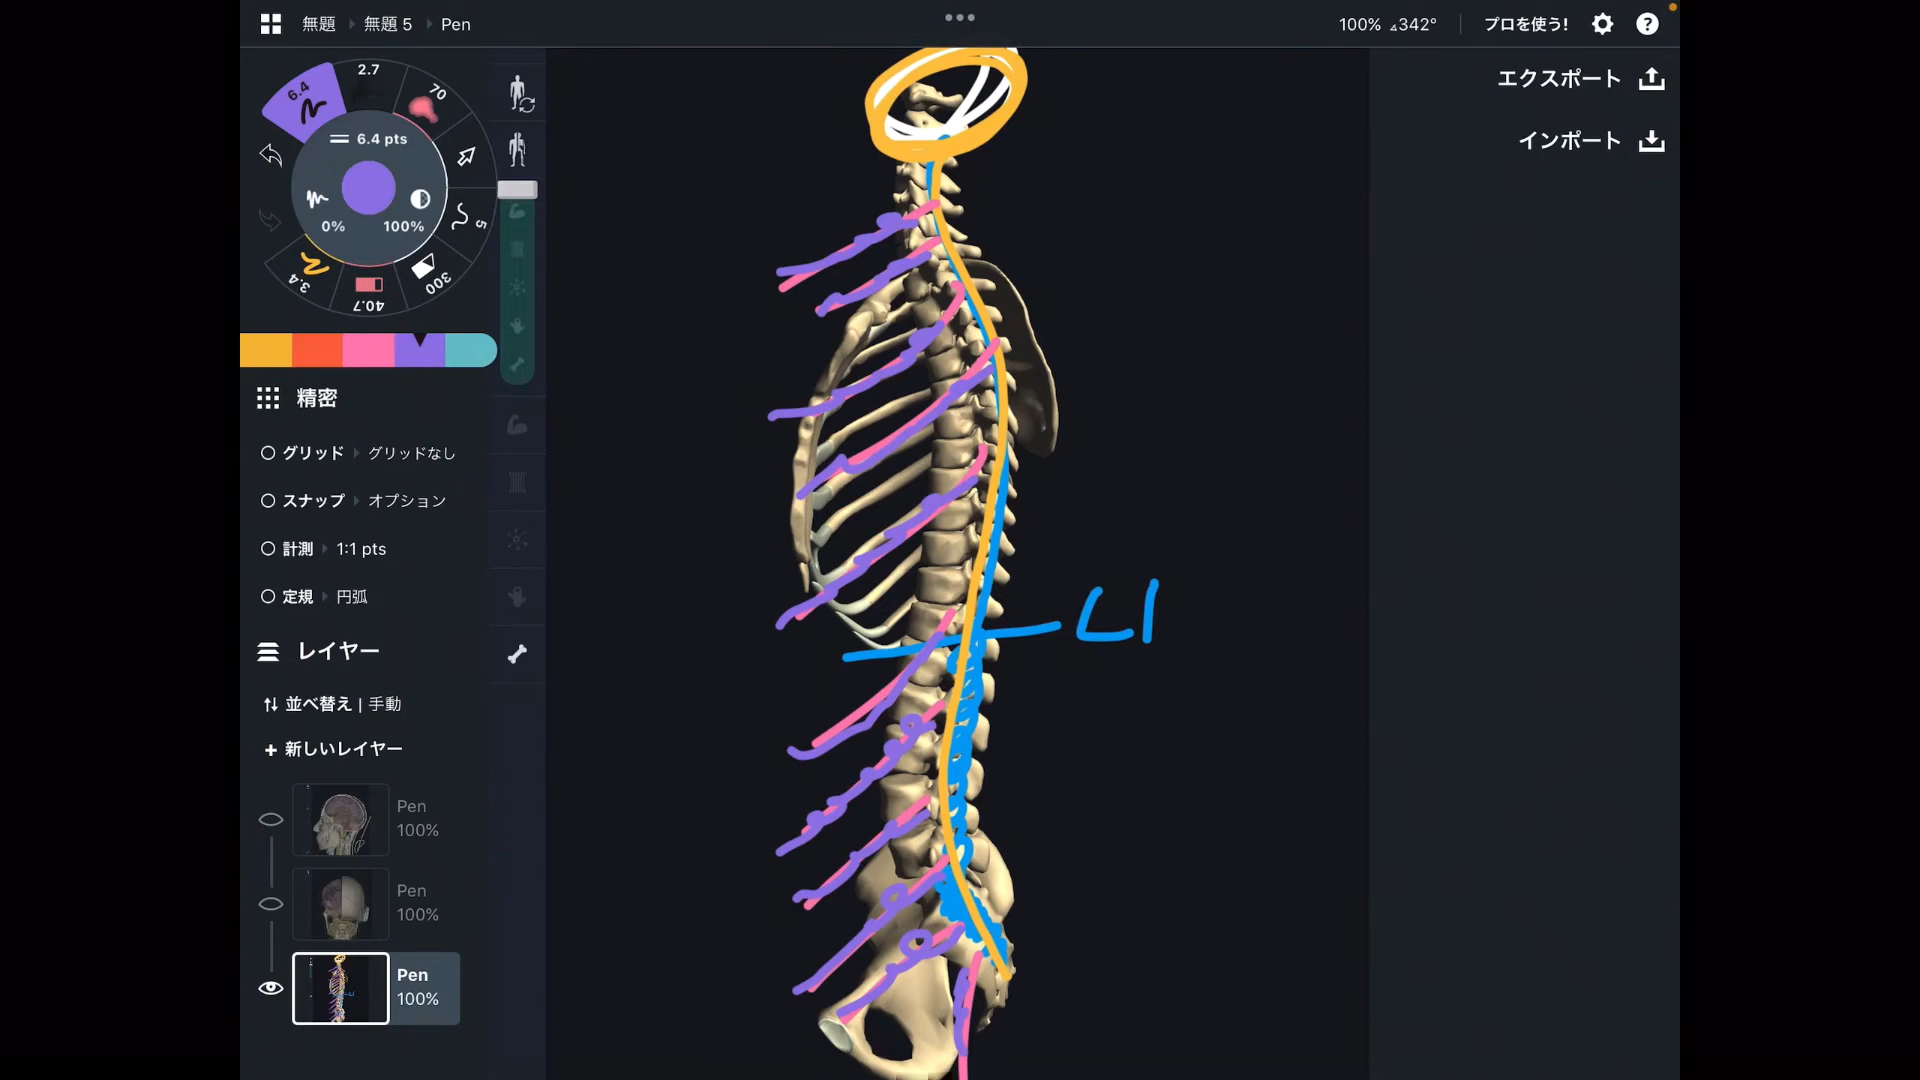 無題 無題 5 Pen
100% ⊿342°
プロを使う!
エクスポート
インポート
2.7
6.4
70
6.4 pts
0% 100%
5
3.4
40.7
300
精密
グリッド グリッドなし
スナップ オプション
計測 1:1 pts
定規 円弧
レイヤー
並べ替え | 手動
+ 新しいレイヤー
Pen
100%
Pen
100%
Pen
100%
L1